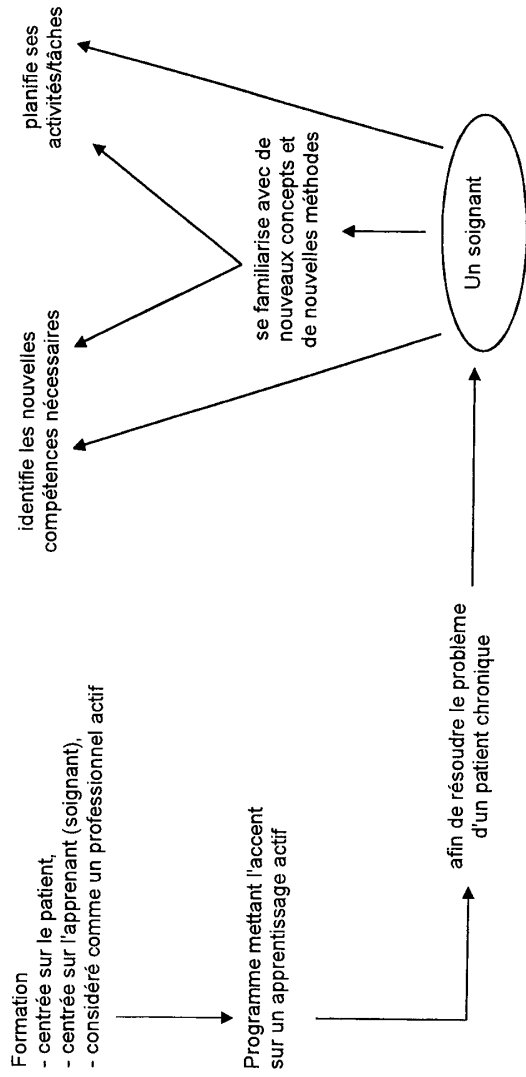 Formation
- centrée sur le patient,
- centrée sur l'apprenant (soignant),
- considéré comme un professionnel actif
Programme mettant l'accent
sur un apprentissage actif
afin de résoudre le problème
d'un patient chronique
identifie les nouvelles
compétences nécessaires
planifie ses
activités/tâches
se familiarise avec de
nouveaux concepts et
de nouvelles méthodes
Un soignant